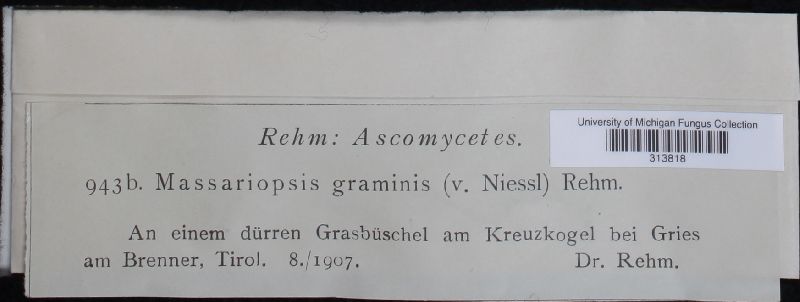 Rehm: Ascomycetes.
University of Michigan Fungus Collection
313818
943b. Massariopsis graminis (v. Niessl) Rehm.
An einem dürren Grasbüschel am Kreuzkogel bei Gries
am Brenner, Tirol. 8./1907. Dr. Rehm.